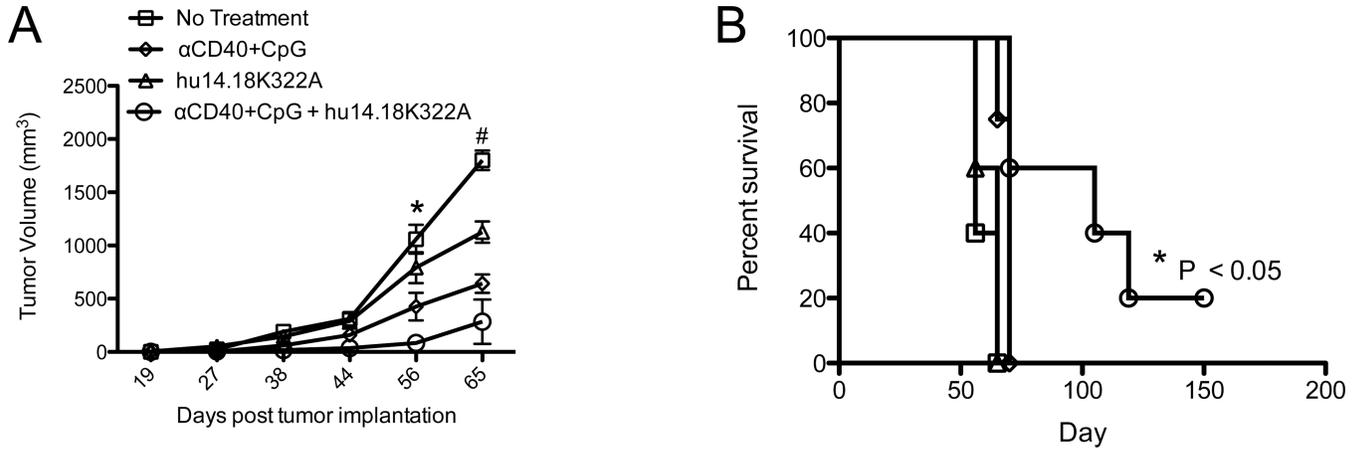 A
No Treatment
αCD40+CpG
hu14.18K322A
αCD40+CpG + hu14.18K322A
Tumor Volume (mm³)
2500
2000
1500
1000
500
0
#
*
19 27 38 44 56 65
Days post tumor implantation
B
Percent survival
100
80
60
40
20
0
* P < 0.05
0 50 100 150 200
Day